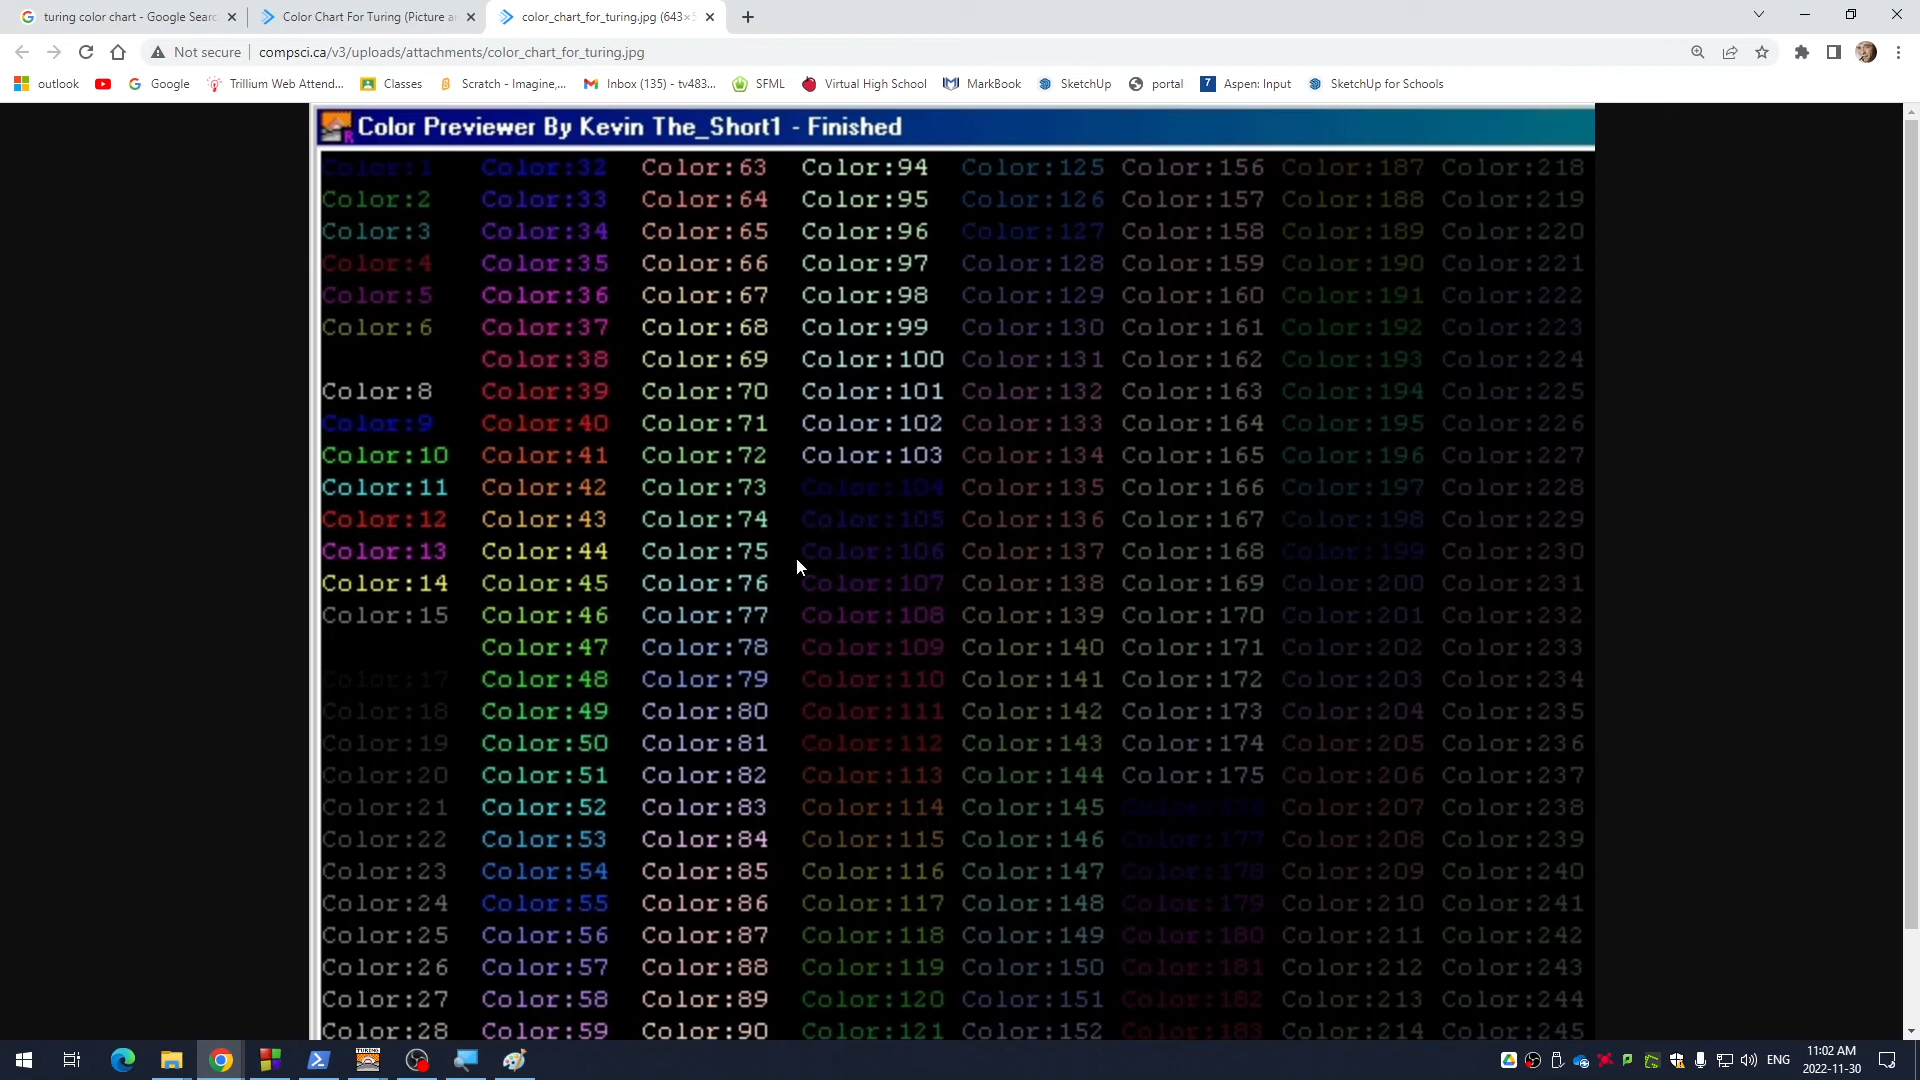 turing color chart - Google Searc
Color Chart For Turing (Picture a
color_chart_for_turing.jpg (643×5
Not secure
compsci.ca/v3/uploads/attachments/color_chart_for_turing.jpg
outlook Google Trillium Web Attend... Classes Scratch - Imagine,... Inbox (135) - tv483... SFML Virtual High School MarkBook SketchUp portal Aspen: Input SketchUp for Schools
Color Previewer By Kevin The_Short1 - Finished
Color:1 Color:32 Color:63 Color:94 Color:125 Color:156 Color:187 Color:218
Color:2 Color:33 Color:64 Color:95 Color:126 Color:157 Color:188 Color:219
Color:3 Color:34 Color:65 Color:96 Color:127 Color:158 Color:189 Color:220
Color:4 Color:35 Color:66 Color:97 Color:128 Color:159 Color:190 Color:221
Color:5 Color:36 Color:67 Color:98 Color:129 Color:160 Color:191 Color:222
Color:6 Color:37 Color:68 Color:99 Color:130 Color:161 Color:192 Color:223
Color:38 Color:69 Color:100 Color:131 Color:162 Color:193 Color:224
Color:8 Color:39 Color:70 Color:101 Color:132 Color:163 Color:194 Color:225
Color:9 Color:40 Color:71 Color:102 Color:133 Color:164 Color:195 Color:226
Color:10 Color:41 Color:72 Color:103 Color:134 Color:165 Color:196 Color:227
Color:11 Color:42 Color:73 Color:104 Color:135 Color:166 Color:197 Color:228
Color:12 Color:43 Color:74 Color:105 Color:136 Color:167 Color:198 Color:229
Color:13 Color:44 Color:75 Color:106 Color:137 Color:168 Color:199 Color:230
Color:14 Color:45 Color:76 Color:107 Color:138 Color:169 Color:200 Color:231
Color:15 Color:46 Color:77 Color:108 Color:139 Color:170 Color:201 Color:232
Color:47 Color:78 Color:109 Color:140 Color:171 Color:202 Color:233
Color:17 Color:48 Color:79 Color:110 Color:141 Color:172 Color:203 Color:234
Color:18 Color:49 Color:80 Color:111 Color:142 Color:173 Color:204 Color:235
Color:19 Color:50 Color:81 Color:112 Color:143 Color:174 Color:205 Color:236
Color:20 Color:51 Color:82 Color:113 Color:144 Color:175 Color:206 Color:237
Color:21 Color:52 Color:83 Color:114 Color:145 Color:207 Color:238
Color:22 Color:53 Color:84 Color:115 Color:146 Color:177 Color:208 Color:239
Color:23 Color:54 Color:85 Color:116 Color:147 Color:178 Color:209 Color:240
Color:24 Color:55 Color:86 Color:117 Color:148 Color:179 Color:210 Color:241
Color:25 Color:56 Color:87 Color:118 Color:149 Color:180 Color:211 Color:242
Color:26 Color:57 Color:88 Color:119 Color:150 Color:181 Color:212 Color:243
Color:27 Color:58 Color:89 Color:120 Color:151 Color:182 Color:213 Color:244
Color:28 Color:59 Color:90 Color:121 Color:152 Color:183 Color:214 Color:245
TURING
ENG
11:02 AM
2022-11-30